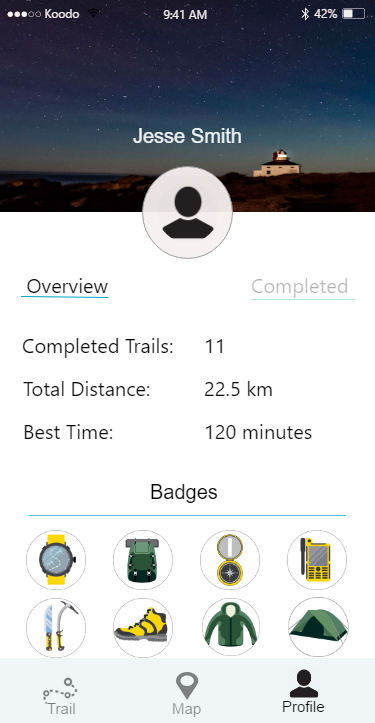 Koodo 9:41 AM 42%
Jesse Smith
Overview Completed
Completed Trails: 11
Total Distance: 22.5 km
Best Time: 120 minutes
Badges
Trail Map Profile